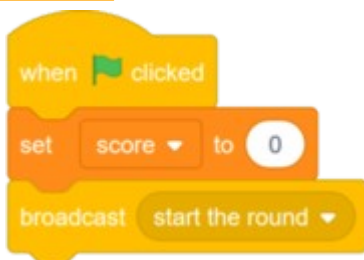 when clicked
set score to 0
broadcast start the round